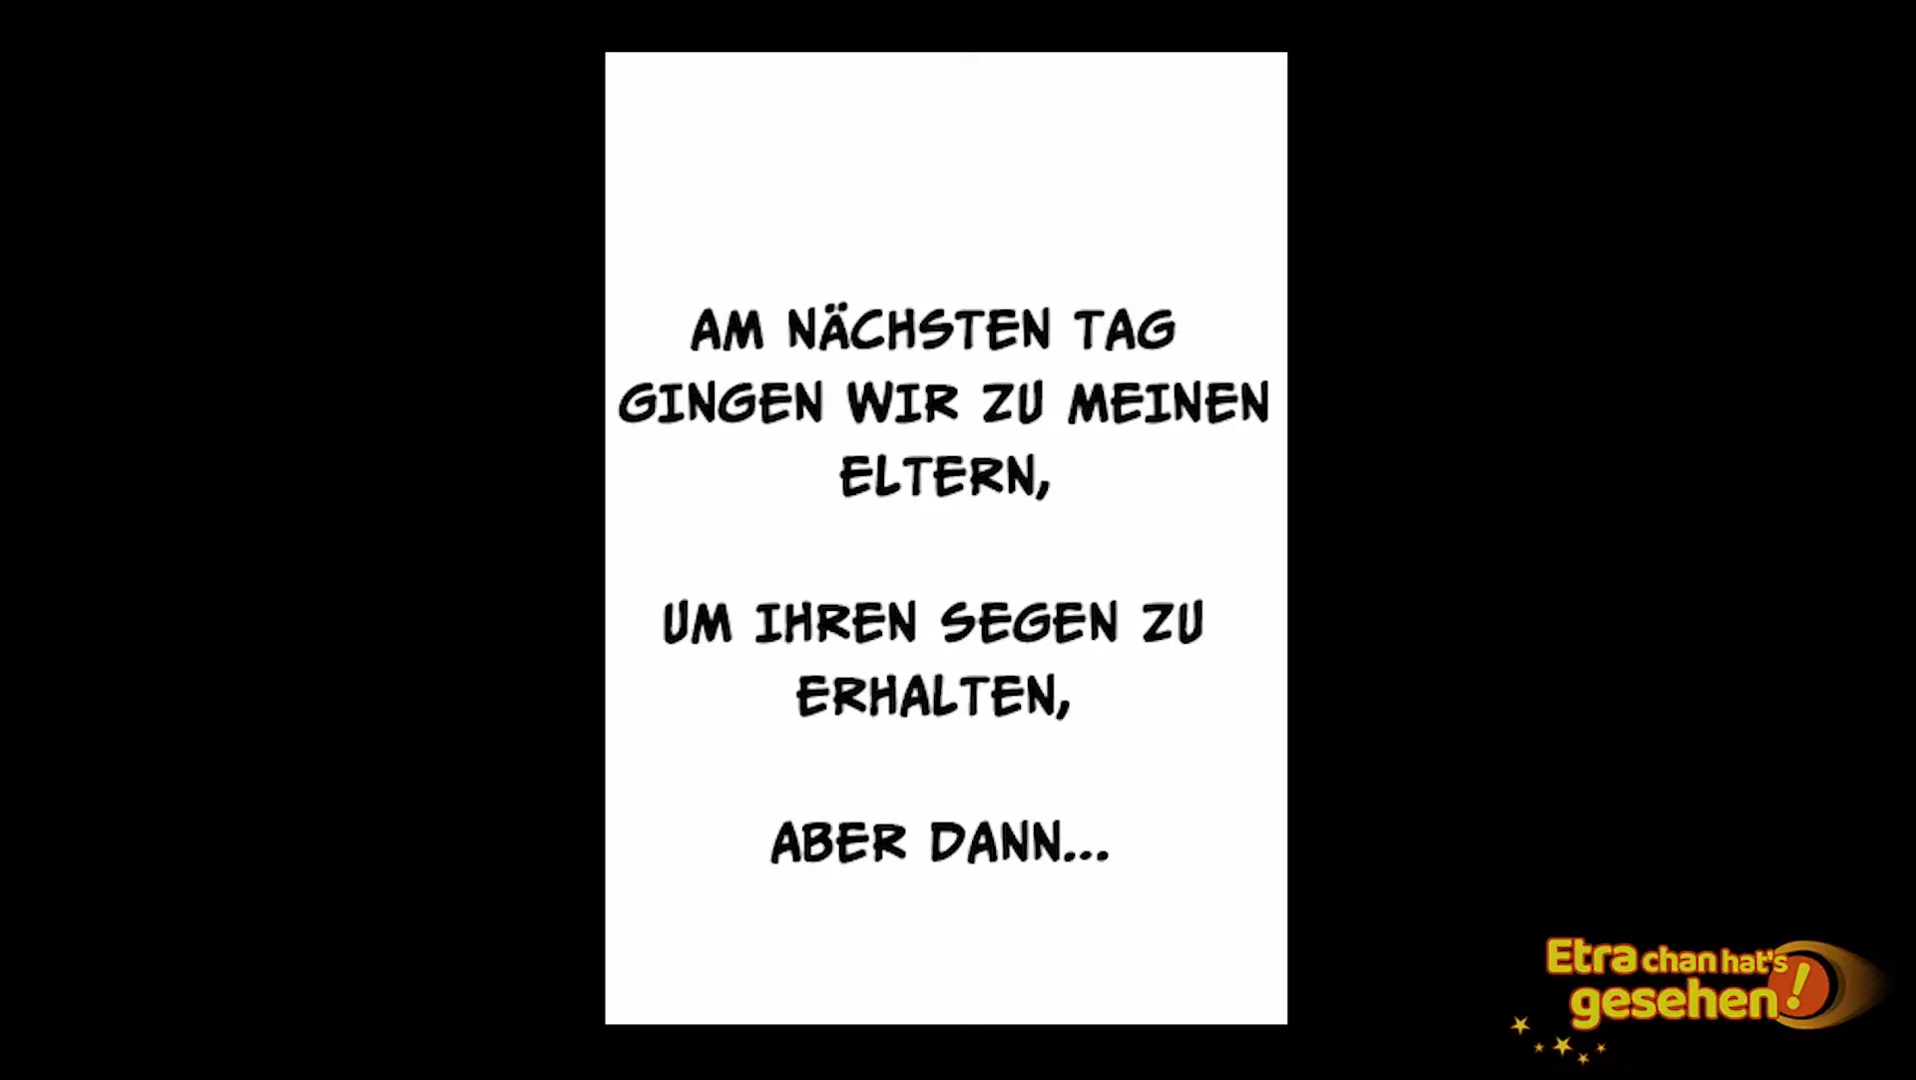 AM NÄCHSTEN TAG
GINGEN WIR ZU MEINEN
ELTERN,
UM IHREN SEGEN ZU
ERHALTEN,
ABER DANN...
Etra chan hat's
gesehen!